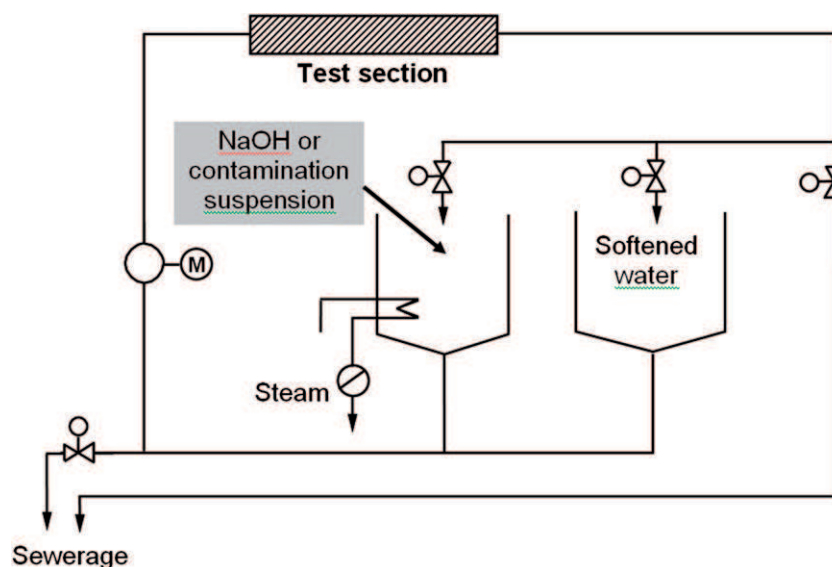 Test section
NaOH or
contamination
suspension
Softened
water
M
Steam
Sewerage